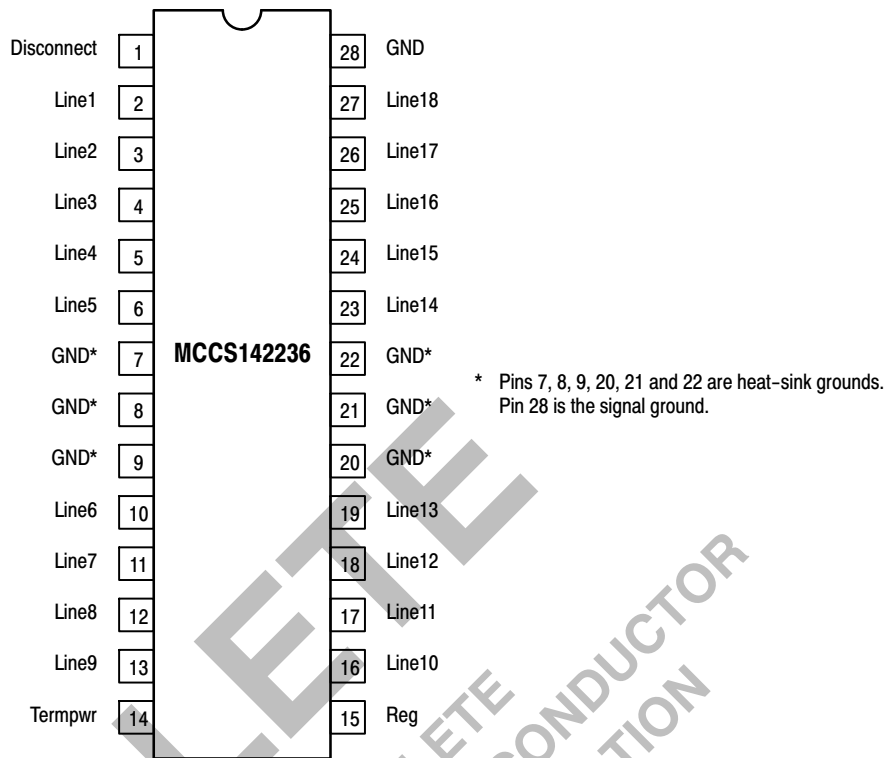 Disconnect 1 28 GND
Line1 2 27 Line18
Line2 3 26 Line17
Line3 4 25 Line16
Line4 5 24 Line15
Line5 6 23 Line14
GND* 7 MCCS142236 22 GND*
GND* 8 21 GND*
GND* 9 20 GND*
Line6 10 19 Line13
Line7 11 18 Line12
Line8 12 17 Line11
Line9 13 16 Line10
Termpwr 14 15 Reg
* Pins 7, 8, 9, 20, 21 and 22 are heat-sink grounds.
Pin 28 is the signal ground.